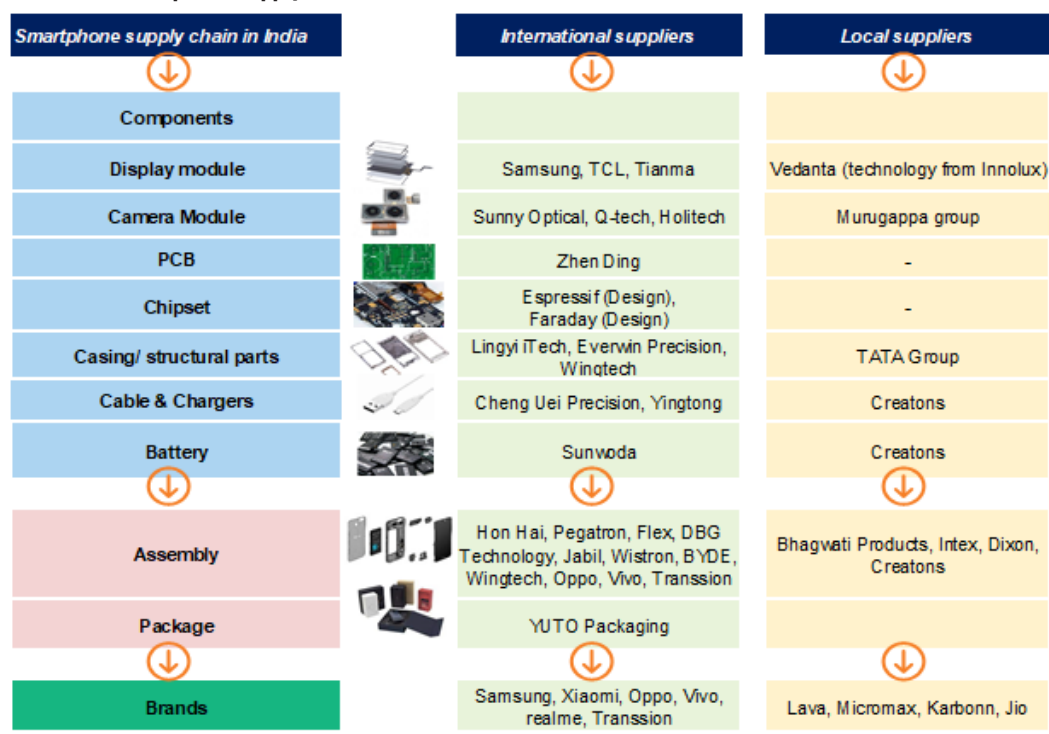 Smartphone supply chain in India
International suppliers
Local suppliers
Components
Display module
Samsung, TCL, Tianma
Vedanta (technology from Innolux)
Camera Module
Sunny Optical, Q-tech, Holitech
Murugappa group
PCB
Zhen Ding
-
Chipset
Espressif (Design),
Faraday (Design)
-
Casing/ structural parts
Lingyi iTech, Everwin Precision,
Wingtech
TATA Group
Cable & Chargers
Cheng Uei Precision, Yingtong
Creatons
Battery
Sunwoda
Creatons
Assembly
Hon Hai, Pegatron, Flex, DBG
Technology, Jabil, Wistron, BYDE,
Wingtech, Oppo, Vivo, Transsion
Bhagwati Products, Intex, Dixon,
Creatons
Package
YUTO Packaging
Brands
Samsung, Xiaomi, Oppo, Vivo,
realme, Transsion
Lava, Micromax, Karbonn, Jio